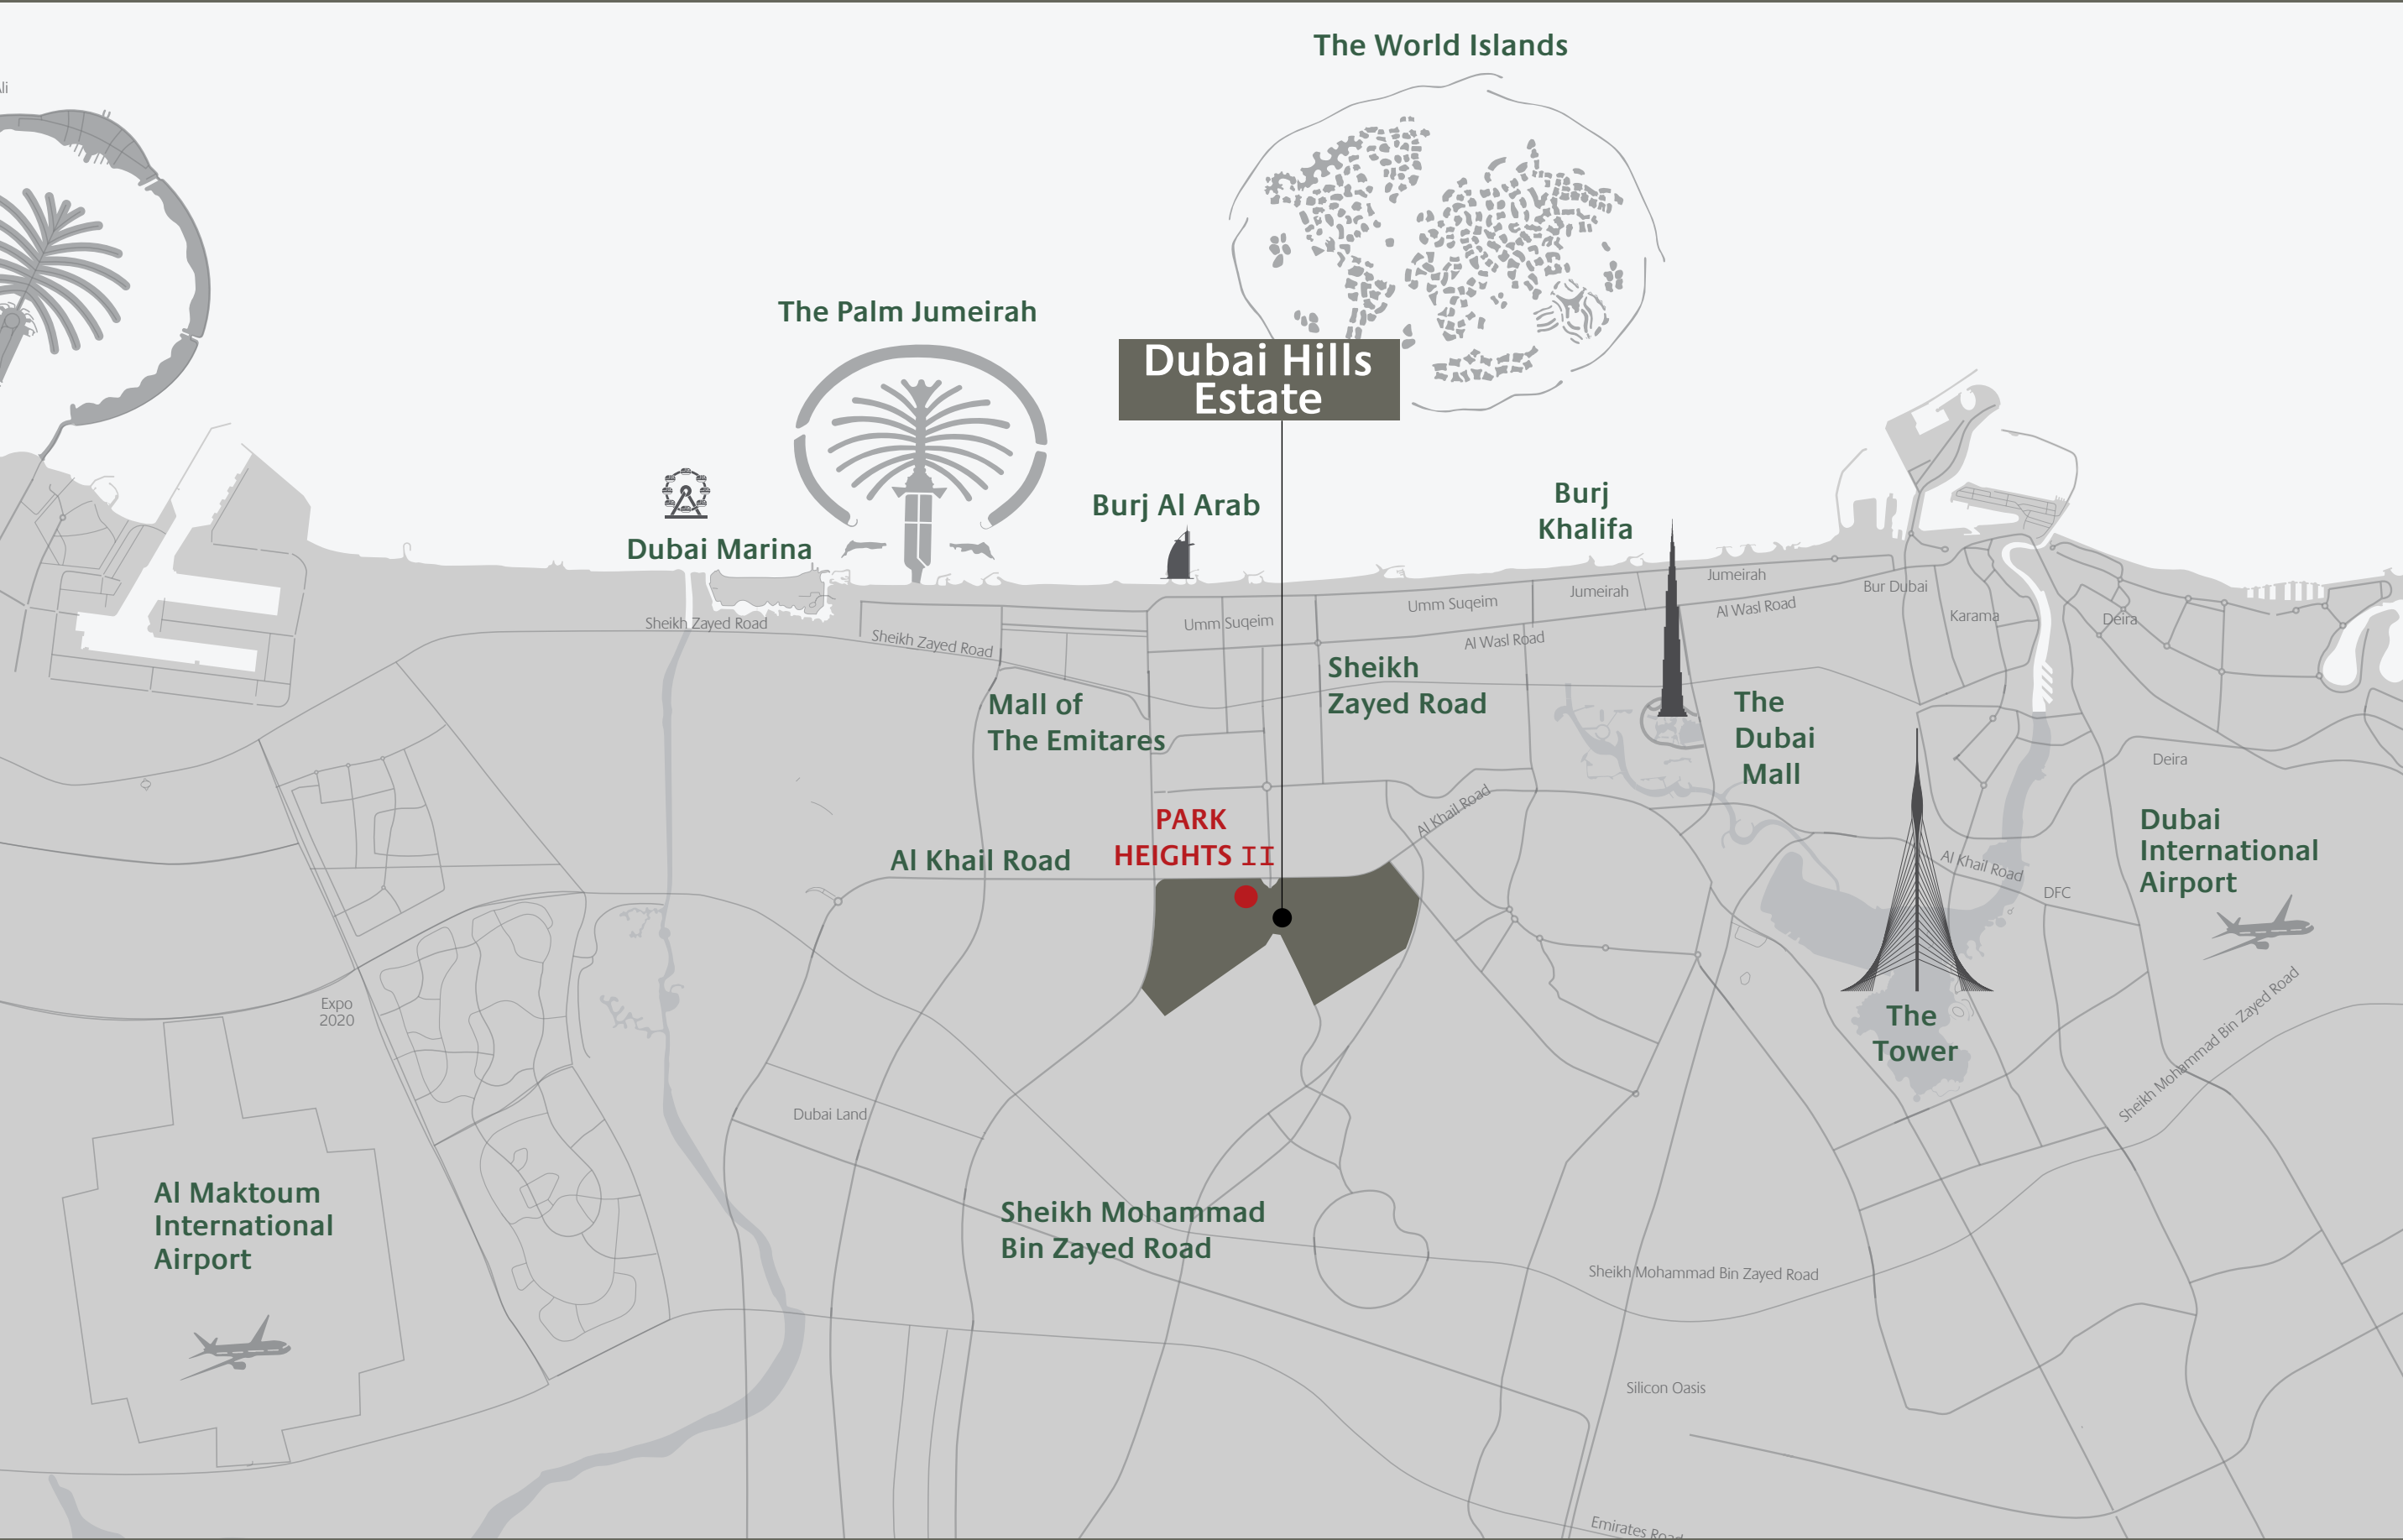 The World Islands
The Palm Jumeirah
Dubai Hills
Estate
Burj Al Arab
Burj
Khalifa
Dubai Marina
Jumeirah
Jumeirah
Bur Dubai
Umm Suqeim
Al Wasl Road
Karama
Deira
Sheikh Zayed Road
Umm Suqeim
Sheikh Zayed Road
Al Wasl Road
Sheikh
Zayed Road
Mall of
The Emitares
The
Dubai
Mall
Deira
PARK
HEIGHTS II
Al Khail Road
Al Khail Road
Al Khail Road
Dubai
International
Airport
DFC
Expo
2020
The
Tower
Sheikh Mohammad Bin Zayed Road
Dubai Land
Al Maktoum
International
Airport
Sheikh Mohammad
Bin Zayed Road
Sheikh Mohammad Bin Zayed Road
Silicon Oasis
Emirates Road